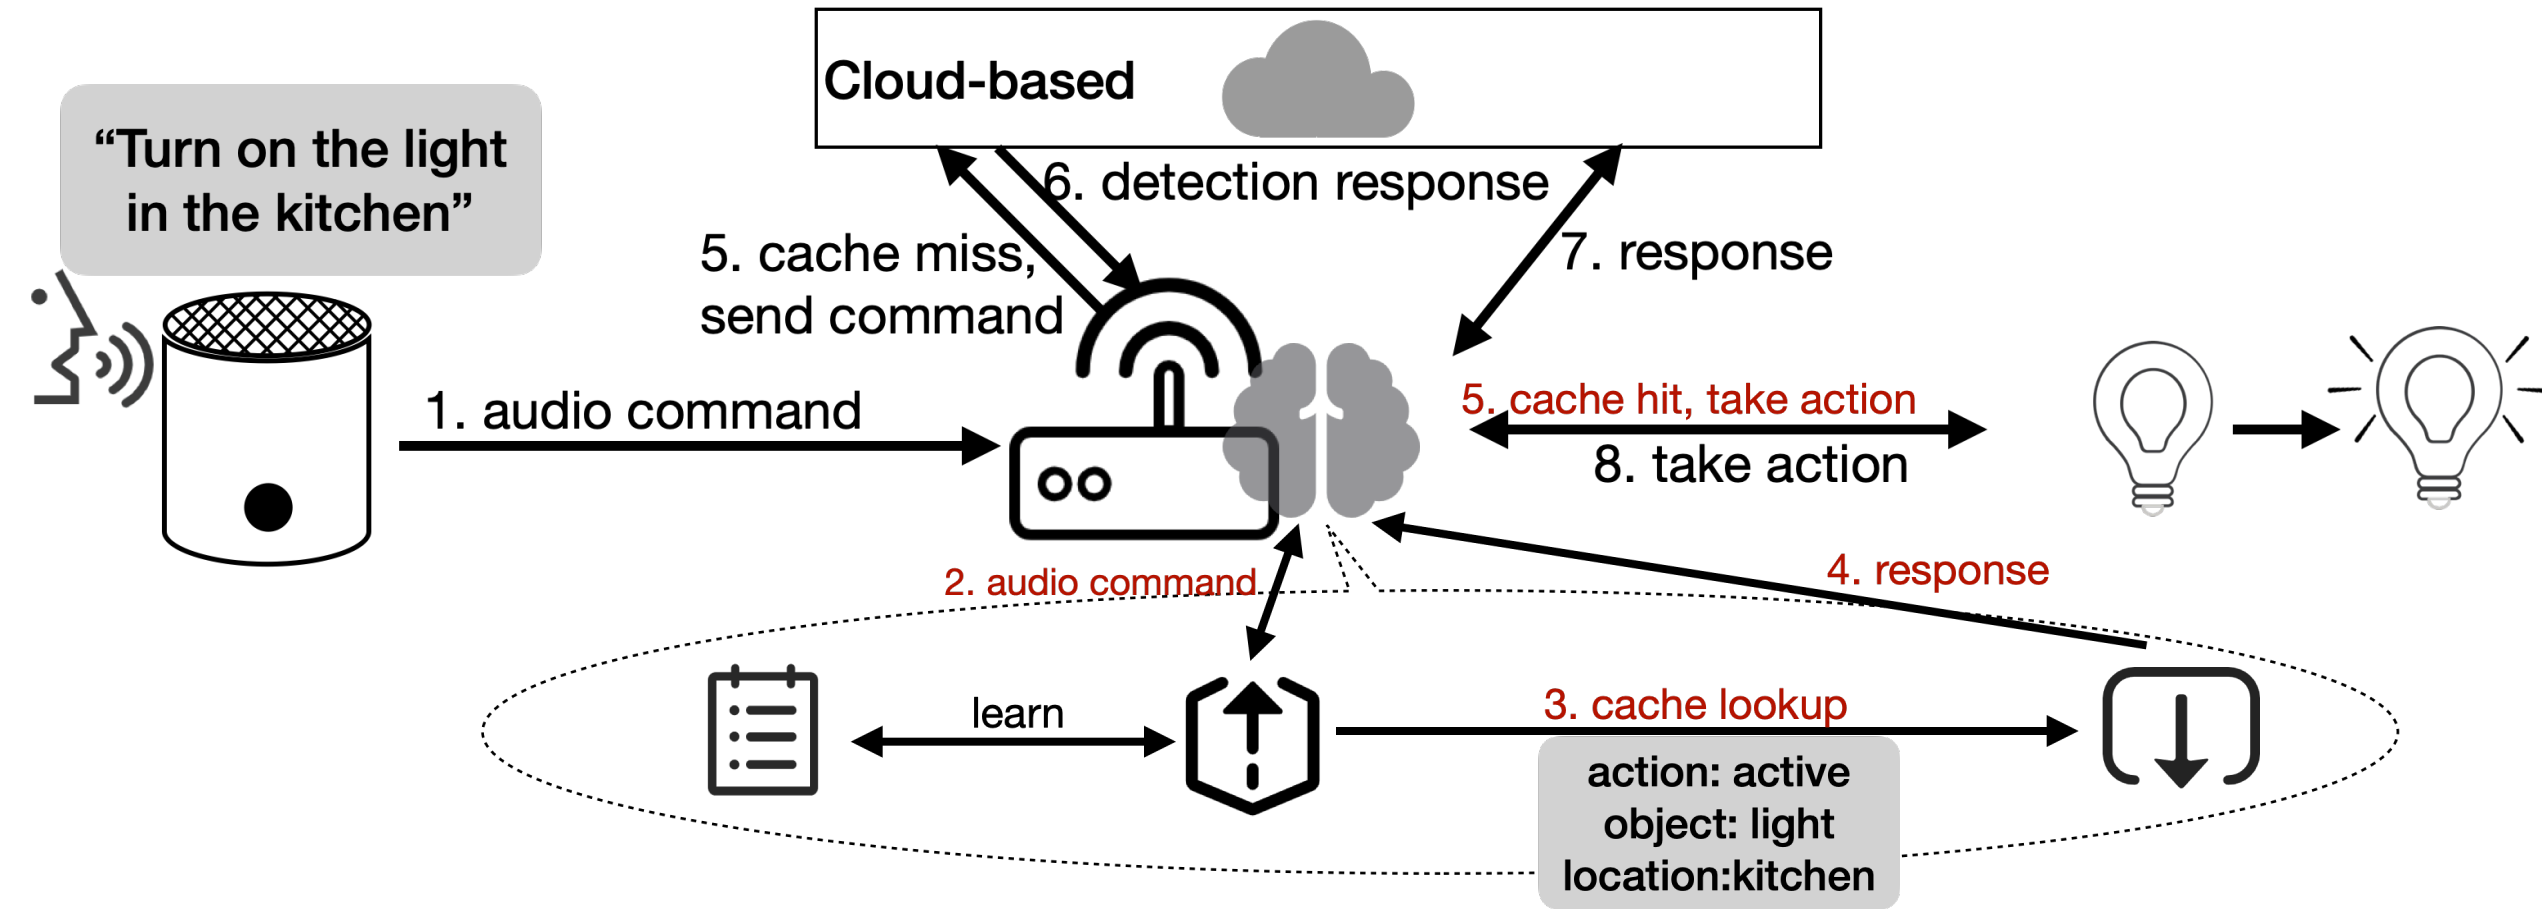 Cloud-based
“Turn on the light
in the kitchen”
6. detection response
5. cache miss,
send command
7. response
1. audio command
5. cache hit, take action
8. take action
2. audio command
4. response
learn
3. cache lookup
action: active
object: light
location:kitchen